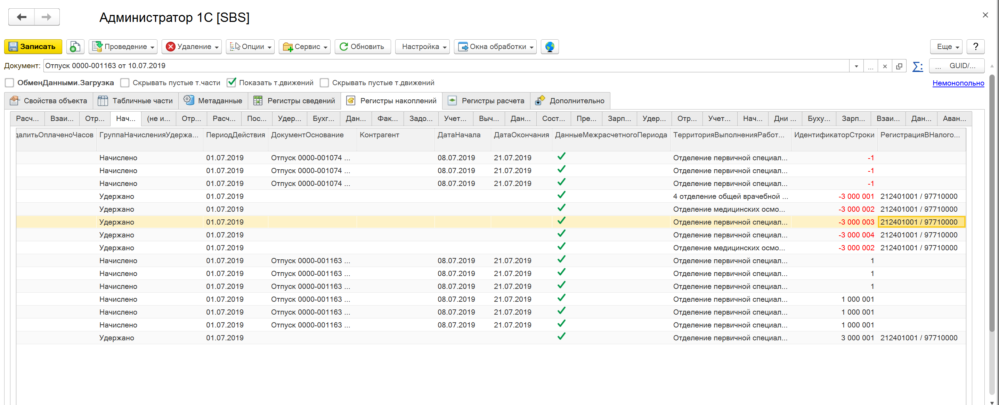 Администратор 1С [SBS]
Записать Проведение Удаление Опции Сервис Обновить Настройка Окна обработки Еще ?
Документ: Отпуск 0000-001163 от 10.07.2019 ... GUID/...
ОбменДанными.Загрузка Скрывать пустые т.части Показать т.движений Скрывать пустые т.движений Немонопольно
Свойства объекта Табличные части Метаданные Регистры сведений Регистры накоплений Регистры расчета Дополнительно
Расч... Взаи... Отр... Нач... (не и... Отр... Расч... Пос... Удер... Бухг... Дан... Фак... Задо... Учет... Выч... Дан... Сост... Пре... Зарп... Удер... Отр... Учет... Нач... Дни ... Буху... Зарп... Взаи... Дан... Аван...
далитьОплаченоЧасов ГруппаНачисленияУдержа... ПериодДействия ДокументОснование Контрагент ДатаНачала ДатаОкончания ДанныеМежрасчетногоПериода ТерриторияВыполненияРабот... ИдентификаторСтроки РегистрацияВНалого...
Начислено 01.07.2019 Отпуск 0000-001074 ... 08.07.2019 21.07.2019 Отделение первичной специал... -1
Начислено 01.07.2019 Отпуск 0000-001074 ... 08.07.2019 21.07.2019 Отделение первичной специал... -1
Начислено 01.07.2019 Отпуск 0000-001074 ... 08.07.2019 21.07.2019 Отделение первичной специал... -1
Удержано 01.07.2019 4 отделение общей врачебной ... -3 000 001 212401001 / 97710000
Удержано 01.07.2019 Отделение медицинских осмо... -3 000 002 212401001 / 97710000
Удержано 01.07.2019 Отделение первичной специал... -3 000 003 212401001 / 97710000
Удержано 01.07.2019 Отделение первичной специал... -3 000 004 212401001 / 97710000
Удержано 01.07.2019 Отделение медицинских осмо... -3 000 002 212401001 / 97710000
Начислено 01.07.2019 Отпуск 0000-001163 ... 08.07.2019 21.07.2019 Отделение первичной специал... 1
Начислено 01.07.2019 Отпуск 0000-001163 ... 08.07.2019 21.07.2019 Отделение первичной специал... 1
Начислено 01.07.2019 Отпуск 0000-001163 ... 08.07.2019 21.07.2019 Отделение первичной специал... 1
Начислено 01.07.2019 Отпуск 0000-001163 ... 08.07.2019 21.07.2019 Отделение первичной специал... 1 000 001
Начислено 01.07.2019 Отпуск 0000-001163 ... 08.07.2019 21.07.2019 Отделение первичной специал... 1 000 001
Начислено 01.07.2019 Отпуск 0000-001163 ... 08.07.2019 21.07.2019 Отделение первичной специал... 1 000 001
Удержано 01.07.2019 Отделение первичной специал... 3 000 001 212401001 / 97710000